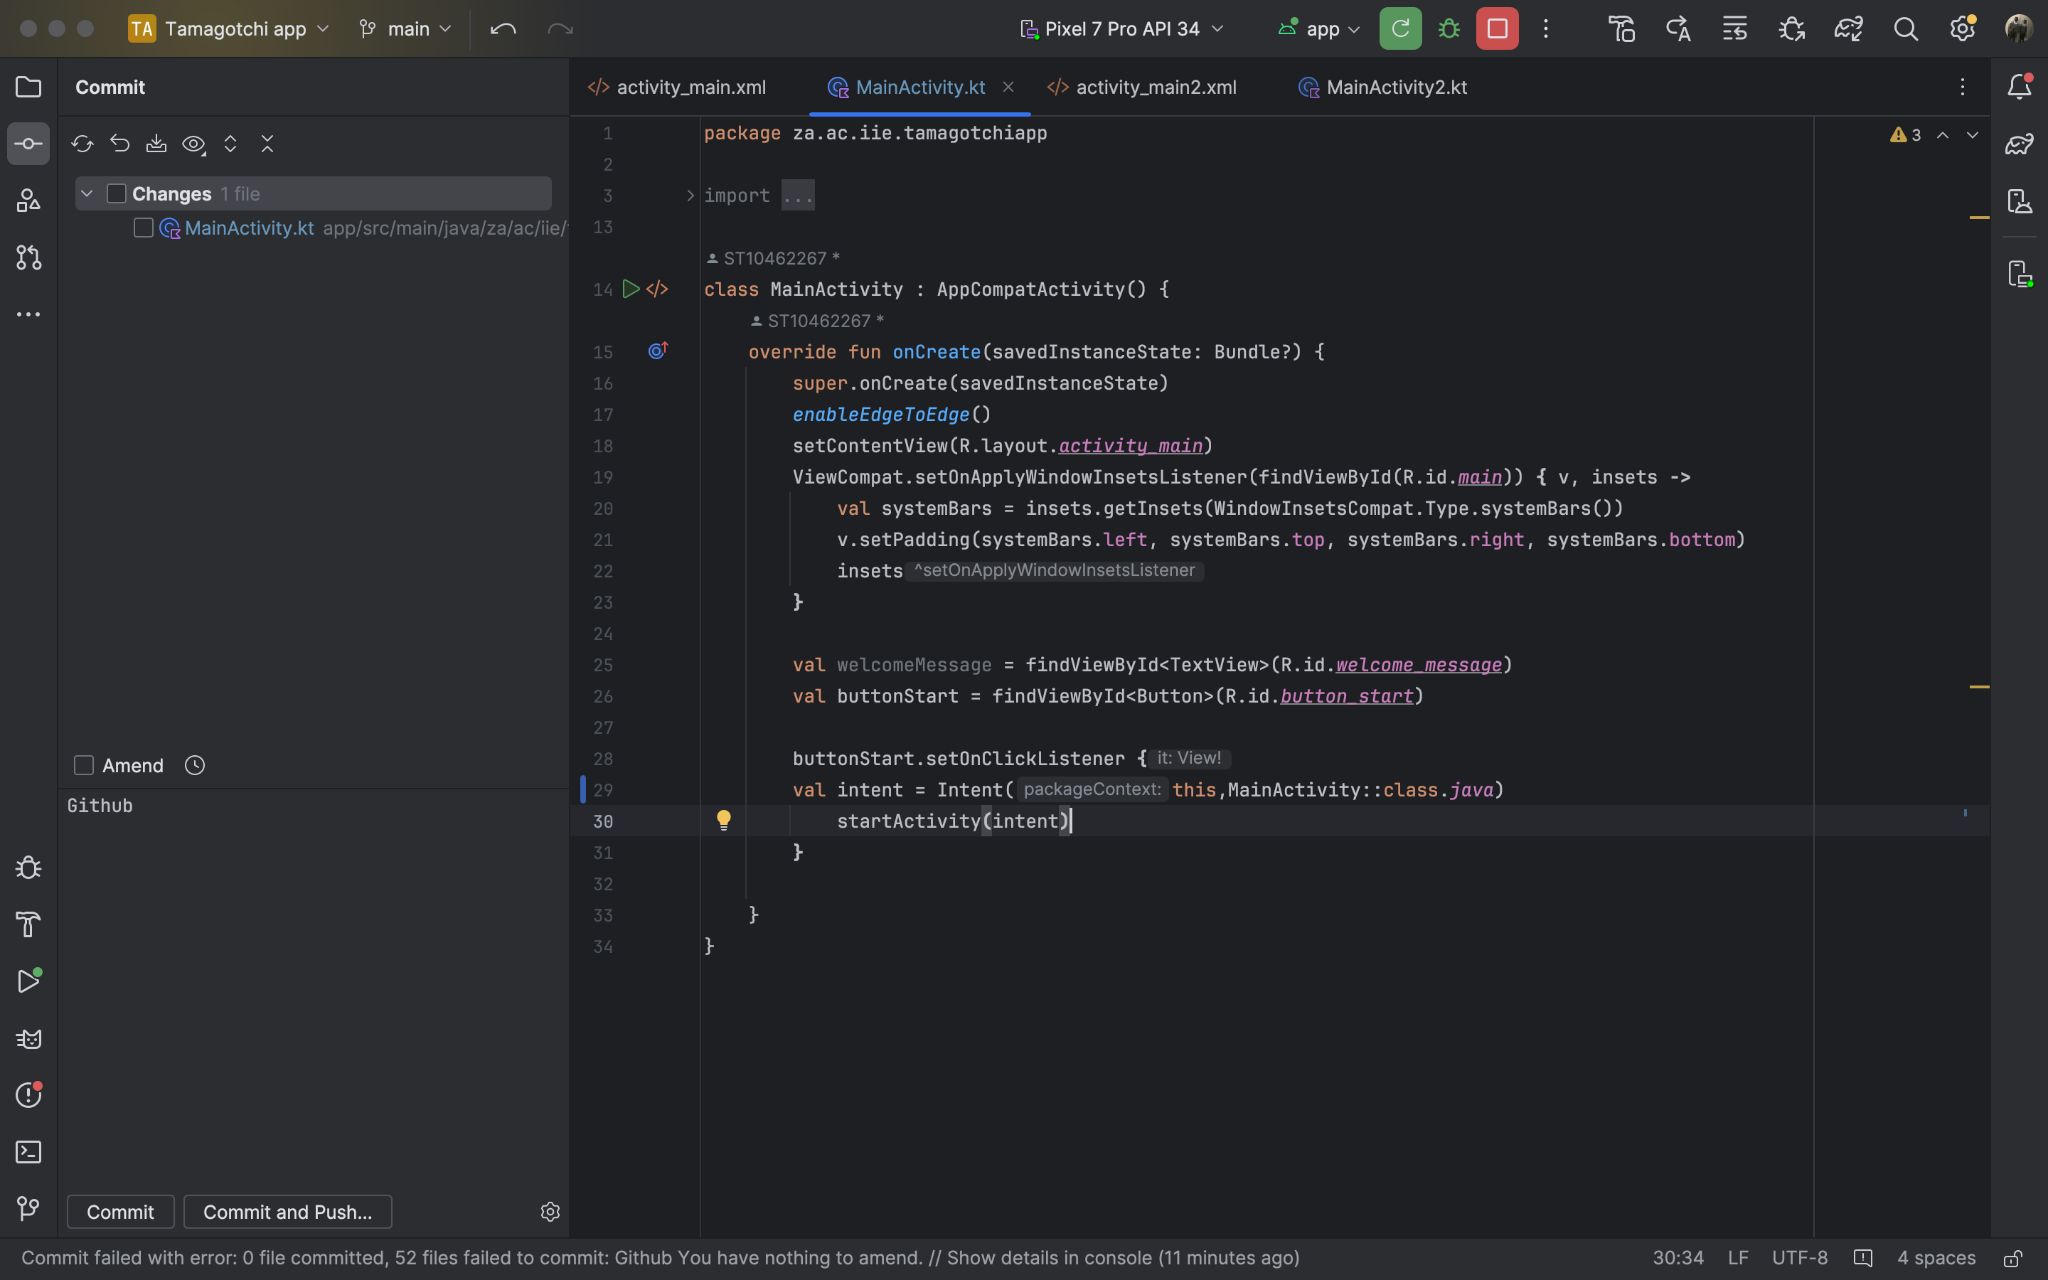 TA Tamagotchi app main Pixel 7 Pro API 34 app
Commit
activity_main.xml MainActivity.kt activity_main2.xml MainActivity2.kt
Changes 1 file
MainActivity.kt app/src/main/java/za/ac/iie/
3
1 package za.ac.iie.tamagotchiapp
2
3 import ...
13
ST10462267 *
14 class MainActivity : AppCompatActivity() {
ST10462267 *
15 override fun onCreate(savedInstanceState: Bundle?) {
16 super.onCreate(savedInstanceState)
17 enableEdgeToEdge()
18 setContentView(R.layout.activity_main)
19 ViewCompat.setOnApplyWindowInsetsListener(findViewById(R.id.main)) { v, insets ->
20 val systemBars = insets.getInsets(WindowInsetsCompat.Type.systemBars())
21 v.setPadding(systemBars.left, systemBars.top, systemBars.right, systemBars.bottom)
22 insets ^setOnApplyWindowInsetsListener
23 }
24
25 val welcomeMessage = findViewById<TextView>(R.id.welcome_message)
26 val buttonStart = findViewById<Button>(R.id.button_start)
27
28 buttonStart.setOnClickListener { it: View!
29 val intent = Intent( packageContext: this,MainActivity::class.java)
30 startActivity(intent)
31 }
32
33 }
34 }
Amend
Github
Commit Commit and Push...
Commit failed with error: 0 file committed, 52 files failed to commit: Github You have nothing to amend. // Show details in console (11 minutes ago) 30:34 LF UTF-8 4 spaces